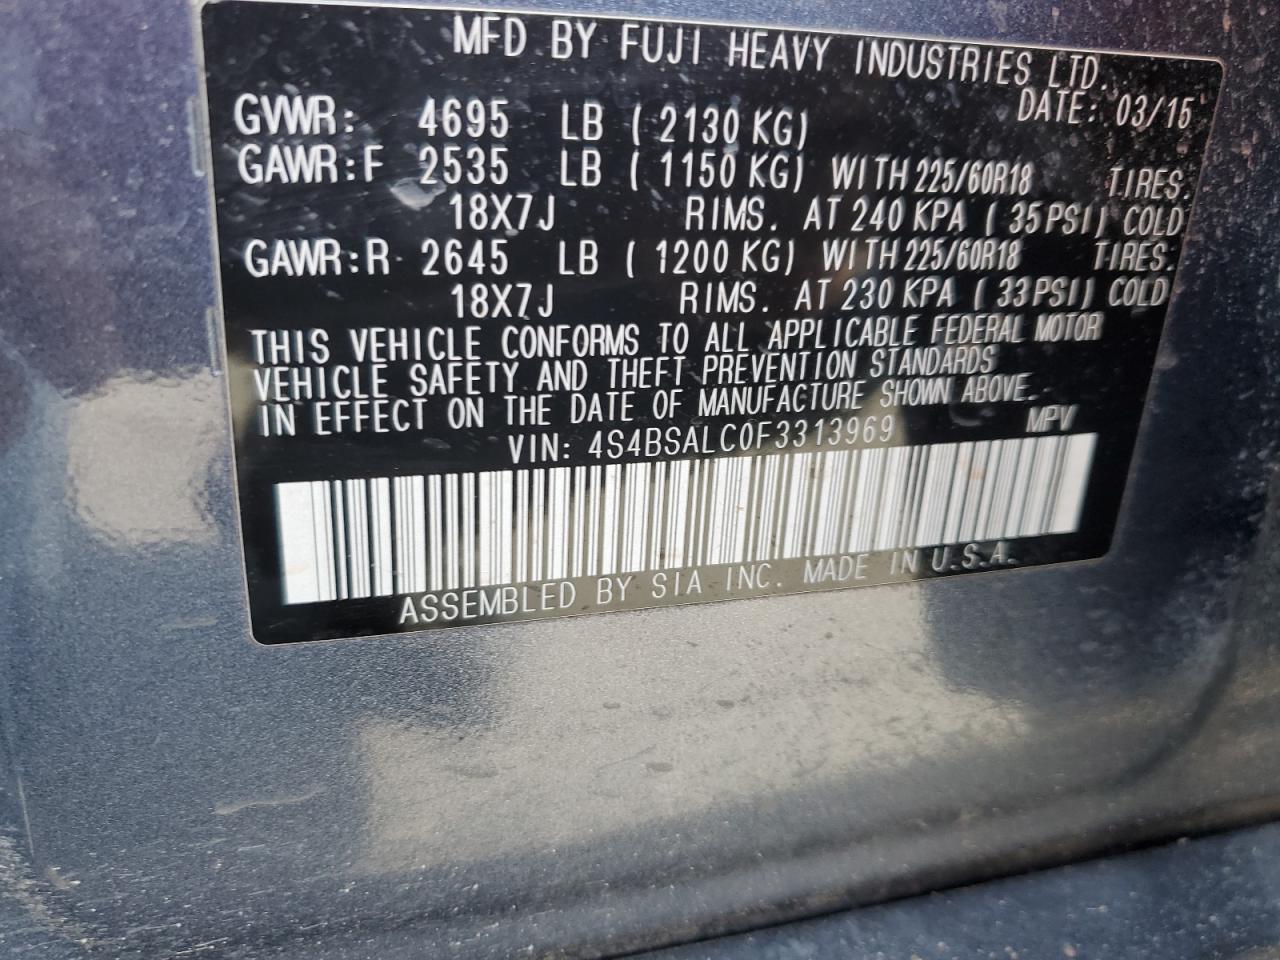 MFD BY FUJI HEAVY INDUSTRIES LTD.
DATE: 03/15
GVWR: 4695 LB (2130 KG)
GAWR:F 2535 LB (1150 KG) WITH 225/60R18 TIRES.
18X7J RIMS. AT 240 KPA (35PSI) COLD
GAWR:R 2645 LB (1200 KG) WITH 225/60R18 TIRES.
18X7J RIMS. AT 230 KPA (33PSI) COLD
THIS VEHICLE CONFORMS TO ALL APPLICABLE FEDERAL MOTOR
VEHICLE SAFETY AND THEFT PREVENTION STANDARDS
IN EFFECT ON THE DATE OF MANUFACTURE SHOWN ABOVE.
VIN: 4S4BSALC0F3313969 MPV
ASSEMBLED BY SIA INC. MADE IN U.S.A.